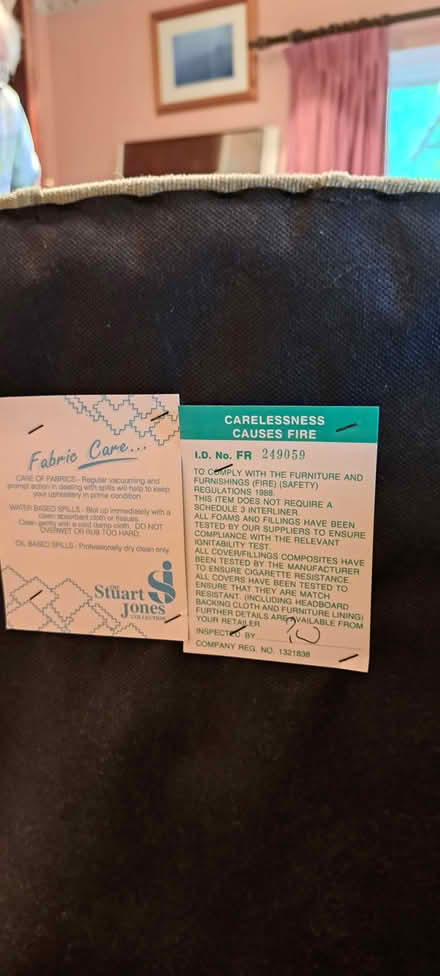 Fabric Care...
CARE OF FABRICS - Regular vacuuming and
prompt action in dealing with spills will help to keep
your upholstery in prime condition.
WATER BASED SPILLS - Blot up immediately with a
clean absorbent cloth or tissues.
Clean gently with a cold damp cloth. DO NOT
OVERWET OR RUB TOO HARD.
OIL BASED SPILLS - Professionally dry clean only.
THE
Stuart
Jones
COLLECTION
CARELESSNESS
CAUSES FIRE
I.D. No. FR 249059
TO COMPLY WITH THE FURNITURE AND
FURNISHINGS (FIRE) (SAFETY)
REGULATIONS 1988.
THIS ITEM DOES NOT REQUIRE A
SCHEDULE 3 INTERLINER.
ALL FOAMS AND FILLINGS HAVE BEEN
TESTED BY OUR SUPPLIERS TO ENSURE
COMPLIANCE WITH THE RELEVANT
IGNITABILITY TEST.
ALL COVER/FILLINGS COMPOSITES HAVE
BEEN TESTED BY THE MANUFACTURER
TO ENSURE CIGARETTE RESISTANCE.
ALL COVERS HAVE BEEN TESTED TO
ENSURE THAT THEY ARE MATCH
RESISTANT. (INCLUDING HEADBOARD
BACKING CLOTH AND FURNITURE LINING)
FURTHER DETAILS ARE AVAILABLE FROM
YOUR RETAILER.
INSPECTED BY
COMPANY REG. NO. 1321838